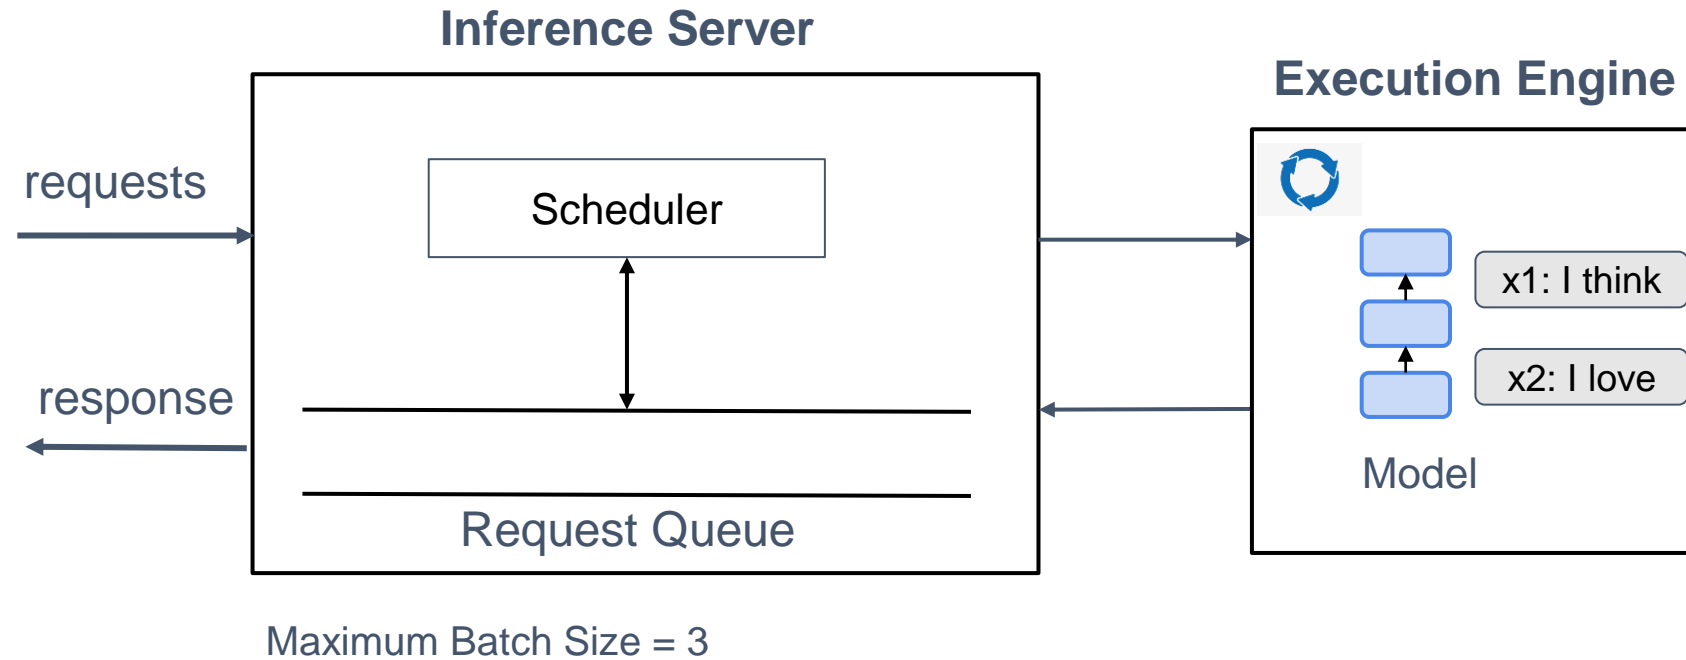 Inference Server
Execution Engine
requests
Scheduler
x1: I think
x2: I love
response
Model
Request Queue
Maximum Batch Size = 3